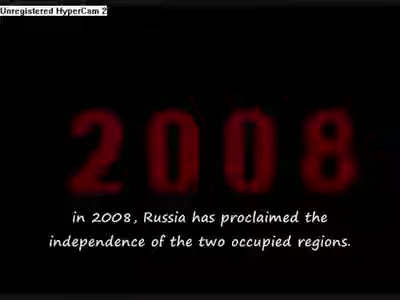 Unregistered HyperCam 2
2008
in 2008, Russia has proclaimed the
independence of the two occupied regions.